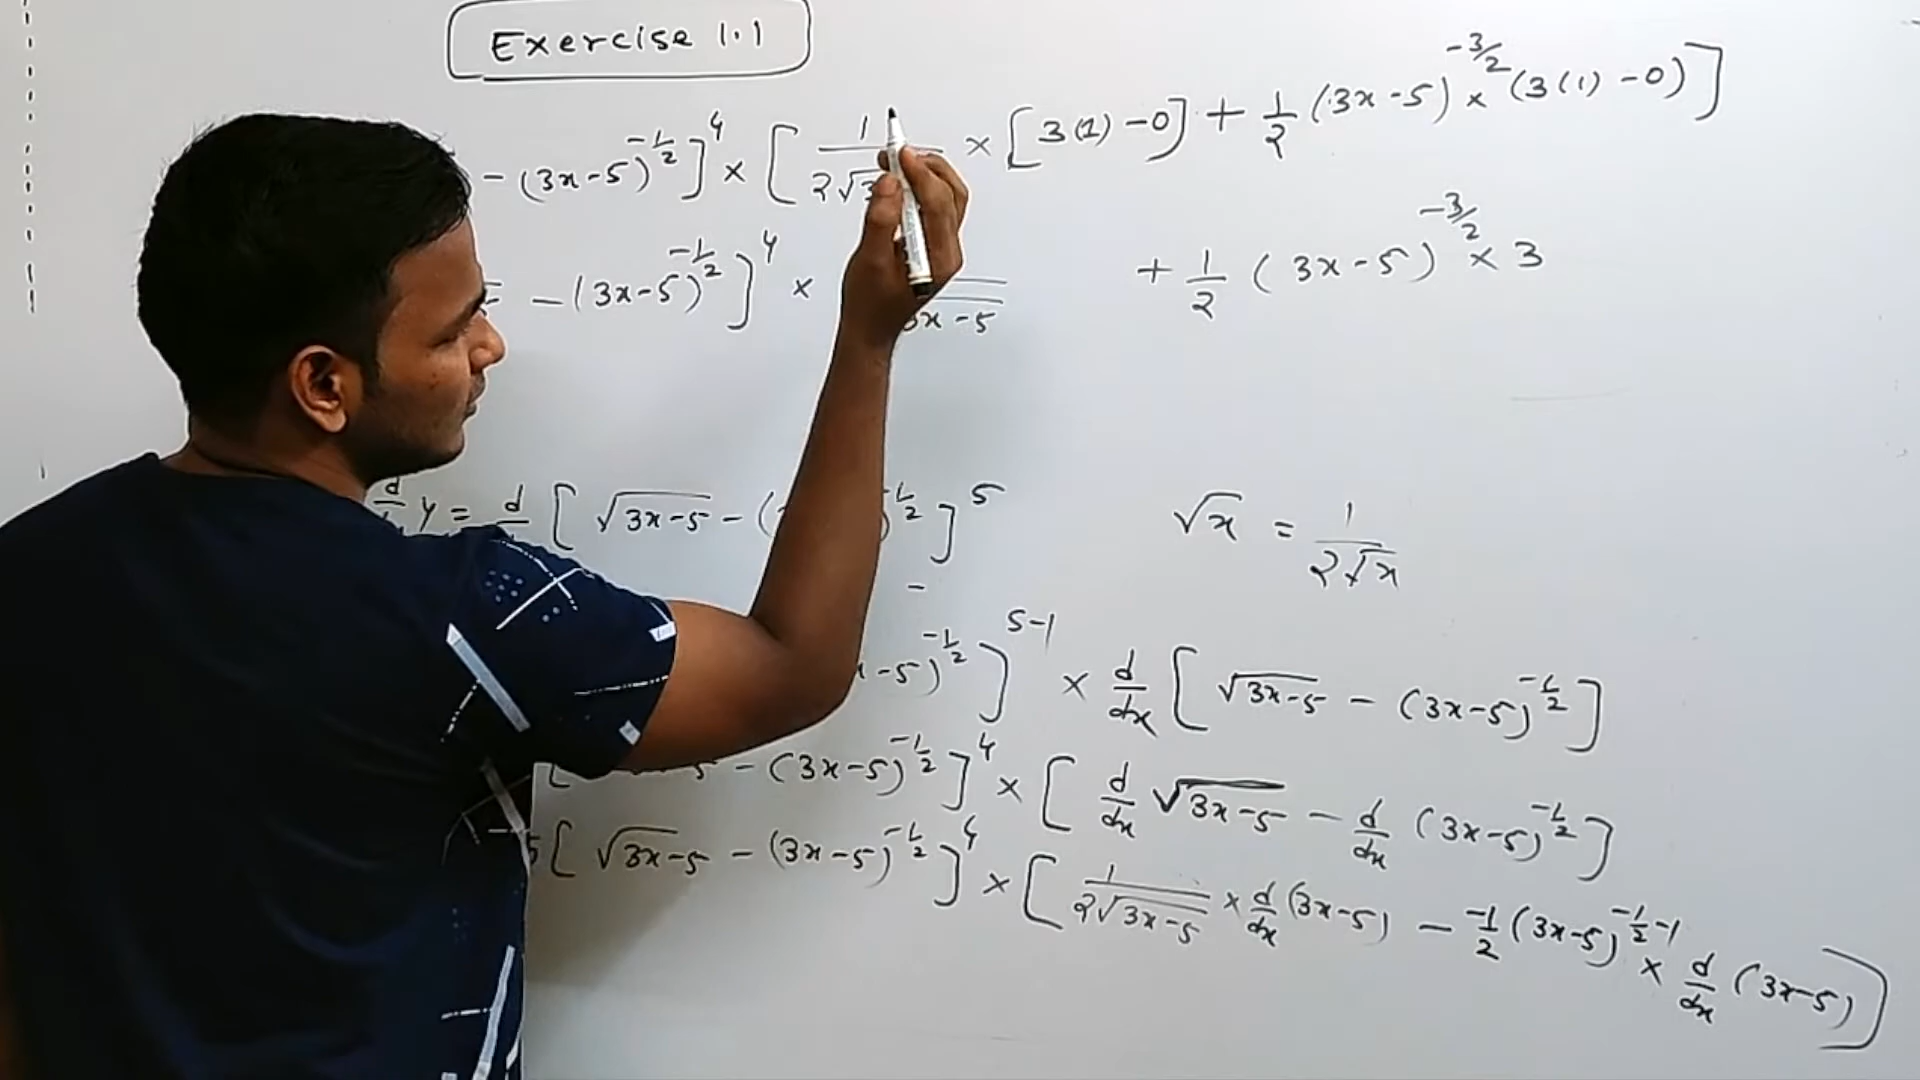 Exercise 1.1
- (3x-5)^{-1/2}]^4 × [ 1/2√3 × [3(1)-0] + 1/2 (3x-5)^{-3/2} × (3(1)-0)]
- (3x-5)^{-1/2}]^4 × 3x-5 + 1/2 (3x-5)^{-3/2} × 3
d y = d [√3x-5 - ( ^{-1/2}]^5
√x = 1/2√x
x-5)^{-1/2}]^{5-1} × d/dx [√3x-5 - (3x-5)^{-1/2}]
[ 5 - (3x-5)^{-1/2}]^4 × [d/dx √3x-5 - d/dx (3x-5)^{-1/2}]
5[√3x-5 - (3x-5)^{-1/2}]^4 × [1/2√3x-5 × d/dx (3x-5) - -1/2 (3x-5)^{-1/2-1} × d/dx (3x-5)]